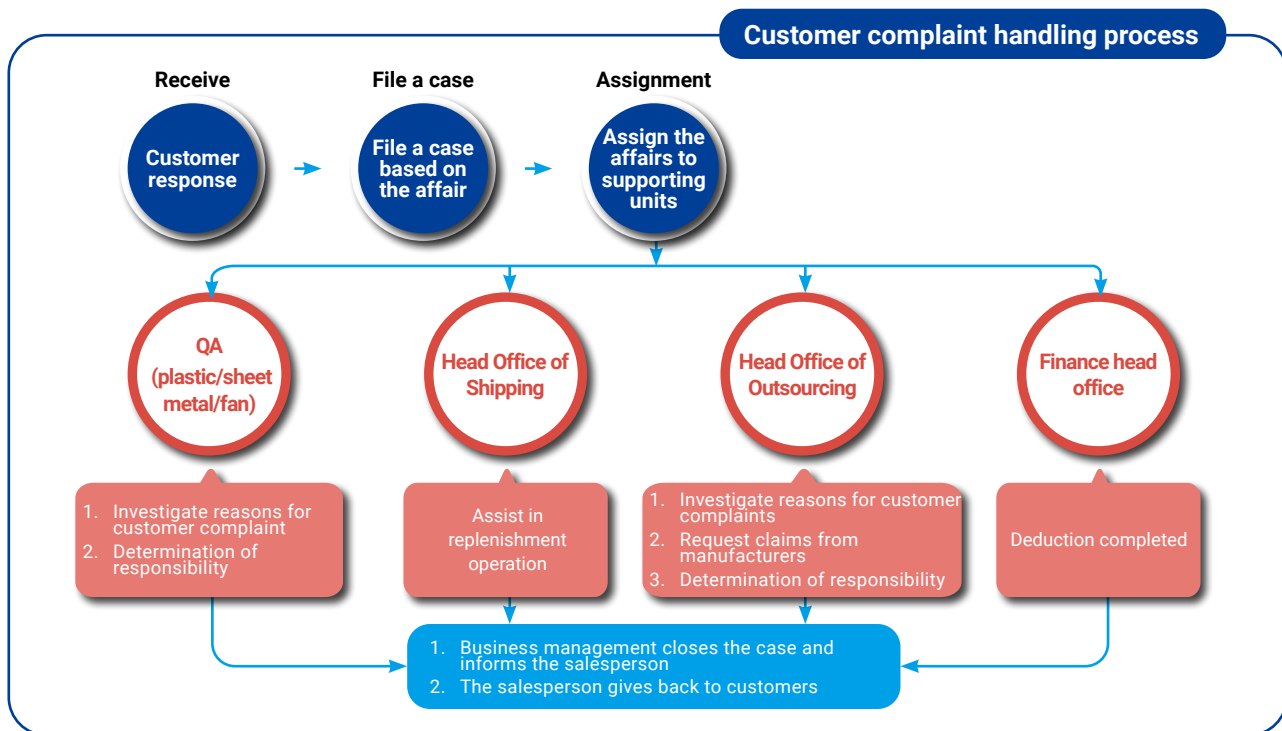 Customer complaint handling process
Receive
File a case
Assignment
Customer
response
File a case
based on
the affair
Assign the
affairs to
supporting
units
QA
(plastic/sheet
metal/fan)
Head Office of
Shipping
Head Office of
Outsourcing
Finance head
office
1. Investigate reasons for
customer complaint
2. Determination of
responsibility
Assist in
replenishment
operation
1. Investigate reasons for customer
complaints
2. Request claims from
manufacturers
3. Determination of responsibility
Deduction completed
1. Business management closes the case and
informs the salesperson
2. The salesperson gives back to customers